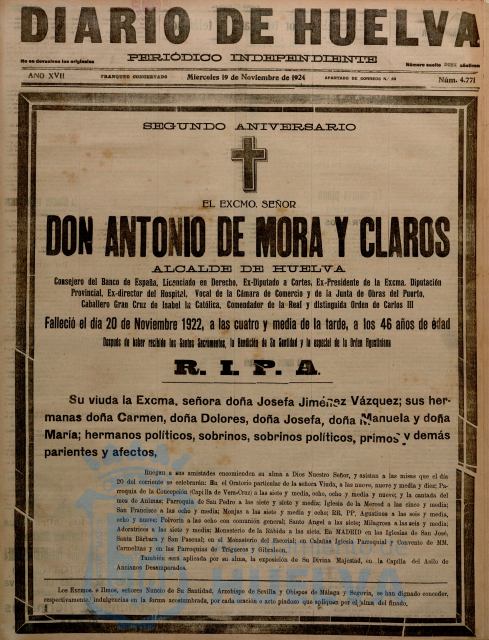 DIARIO DE HUELVA
No se devuelven los originales
PERIÓDICO INDEPENDIENTE
Número suelto DIEZ céntimos
AÑO XVII
FRANQUEO CONCERTADO
Miércoles 19 de Noviembre de 1924
APARTADO DE CORREOS N.º 89
Núm. 4.771
SEGUNDO ANIVERSARIO
EL EXCMO. SEÑOR
DON ANTONIO DE MORA Y CLAROS
ALCALDE DE HUELVA
Consejero del Banco de España, Licenciado en Derecho, Ex-Diputado a Cortes, Ex-Presidente de la Excma. Diputación
Provincial, Ex-director del Hospital, Vocal de la Cámara de Comercio y de la Junta de Obras del Puerto,
Caballero Gran Cruz de Isabel la Católica, Comendador de la Real y distinguida Orden de Carlos III
Falleció el día 20 de Noviembre 1922, a las cuatro y media de la tarde, a los 46 años de edad
Después de haber recibido los Santos Sacramentos, la Bendición de Su Santidad y la especial de la Orden Agustiniana
R. I. P. A.
Su viuda la Excma. señora doña Josefa Jiménez Vázquez; sus her-
manas doña Carmen, doña Dolores, doña Josefa, doña Manuela y doña
María; hermanos políticos, sobrinos, sobrinos políticos, primos y demás
parientes y afectos,
Ruegan a sus amistades encomienden su alma a Dios Nuestro Señor, y asistan a las misas que el día
20 del corriente se celebrarán: En el Oratorio particular de la señora Viuda, a las nueve, nueve y media y diez; Pa-
rroquia de la Concepción (Capilla de Vera-Cruz) a las siete y media, ocho, ocho y media y nueve; y la cantada del
mes de Animas; Parroquia de San Pedro a las siete y siete y media; Iglesia de la Merced a las cinco y media;
San Francisco a las ocho y media; Monjas a las siete y media y ocho; RR. PP. Agustinos a las seis y media,
ocho y nueve; Polvorín a las ocho con comunión general; Santo Angel a las siete; Milagrosa a las seis y media;
Adoratrices a las siete y media; Monasterio de la Rábida a las siete. En MADRID en las Iglesias de San José,
Santa Bárbara y San Pascual; en el Monasterio del Escorial; en Calañas Iglesia Parroquial y Convento de MM.
Carmelitas y en las Parroquias de Trigueros y Gibraleón.
También será aplicada por su alma, la exposición de Su Divina Majestad, en la Capilla del Asilo de
Ancianos Desamparados.
Los Excmos. e Ilmos. señores Nuncio de Su Santidad, Arzobispo de Sevilla y Obispos de Málaga y Segovia, se han dignado conceder,
respectivamente, indulgencias en la forma acostumbrada, por cada oración o acto piadoso que apliquen por el alma del finado.
HUELVA